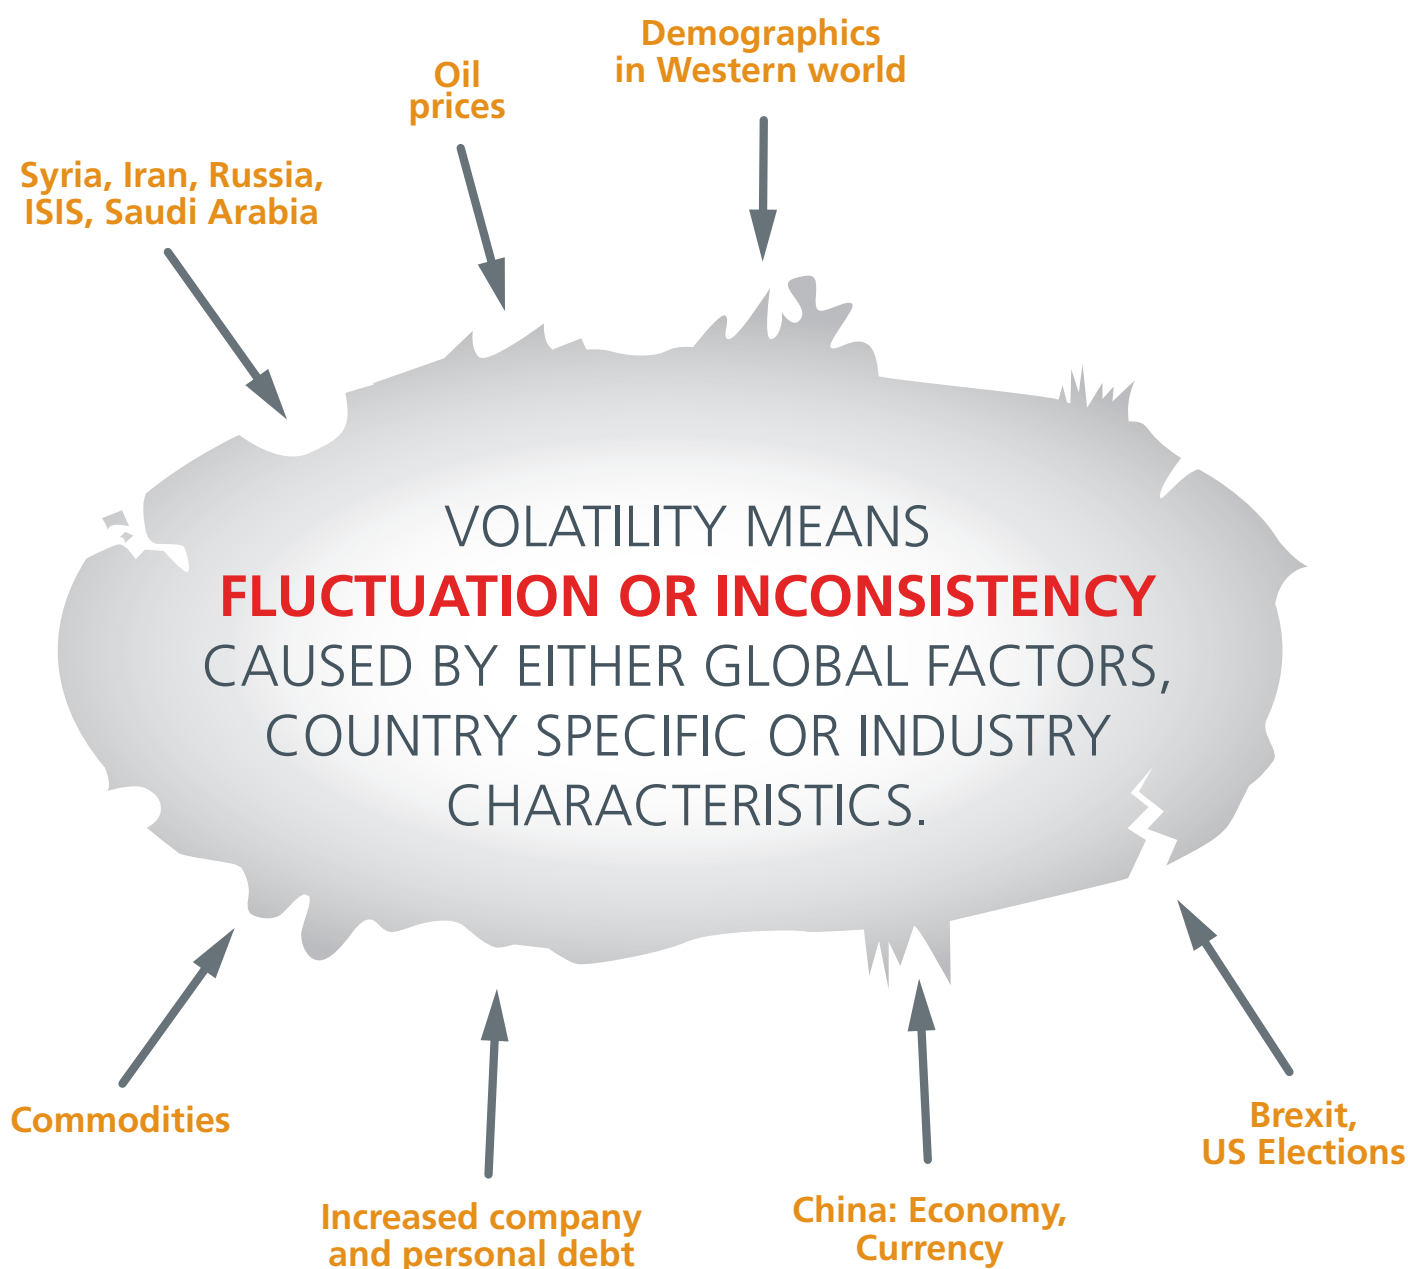 Demographics
in Western world
Oil
prices
Syria, Iran, Russia,
ISIS, Saudi Arabia
VOLATILITY MEANS
FLUCTUATION OR INCONSISTENCY
CAUSED BY EITHER GLOBAL FACTORS,
COUNTRY SPECIFIC OR INDUSTRY
CHARACTERISTICS.
Commodities
Increased company
and personal debt
China: Economy,
Currency
Brexit,
US Elections